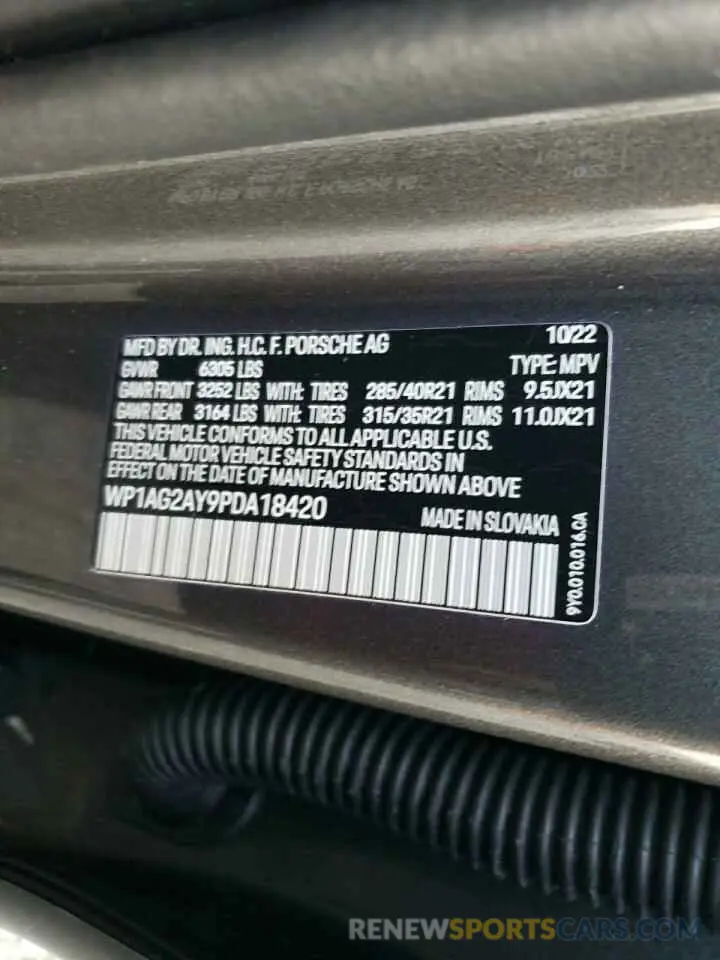 MFD BY DR. ING. H.C. F. PORSCHE AG 10/22
GVWR 6305 LBS TYPE: MPV
GAWR FRONT 3252 LBS WITH: TIRES 285/40R21 RIMS 9.5JX21
GAWR REAR 3164 LBS WITH: TIRES 315/35R21 RIMS 11.0JX21
THIS VEHICLE CONFORMS TO ALL APPLICABLE U.S.
FEDERAL MOTOR VEHICLE SAFETY STANDARDS IN
EFFECT ON THE DATE OF MANUFACTURE SHOWN ABOVE
WP1AG2AY9PDA18420 MADE IN SLOVAKIA
9Y0.010.016.CA
RENEWSPORTSCARS.COM